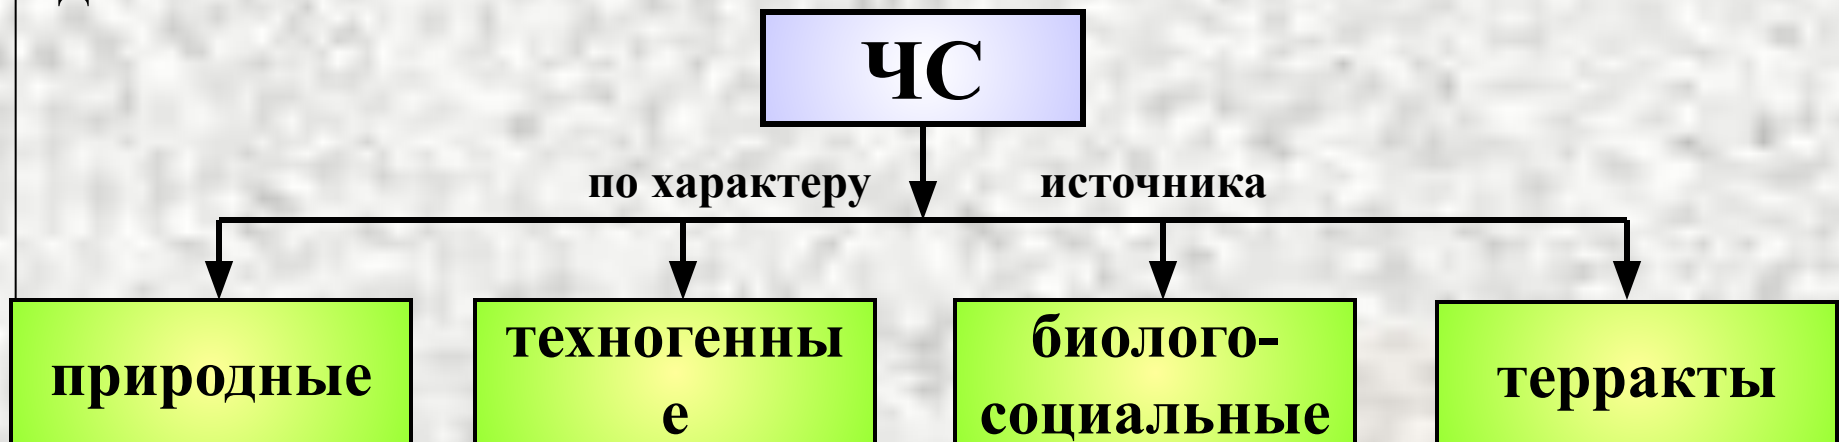 ЧС
по характеру источника
природные
техногенны
е
биолого-
социальные
терракты